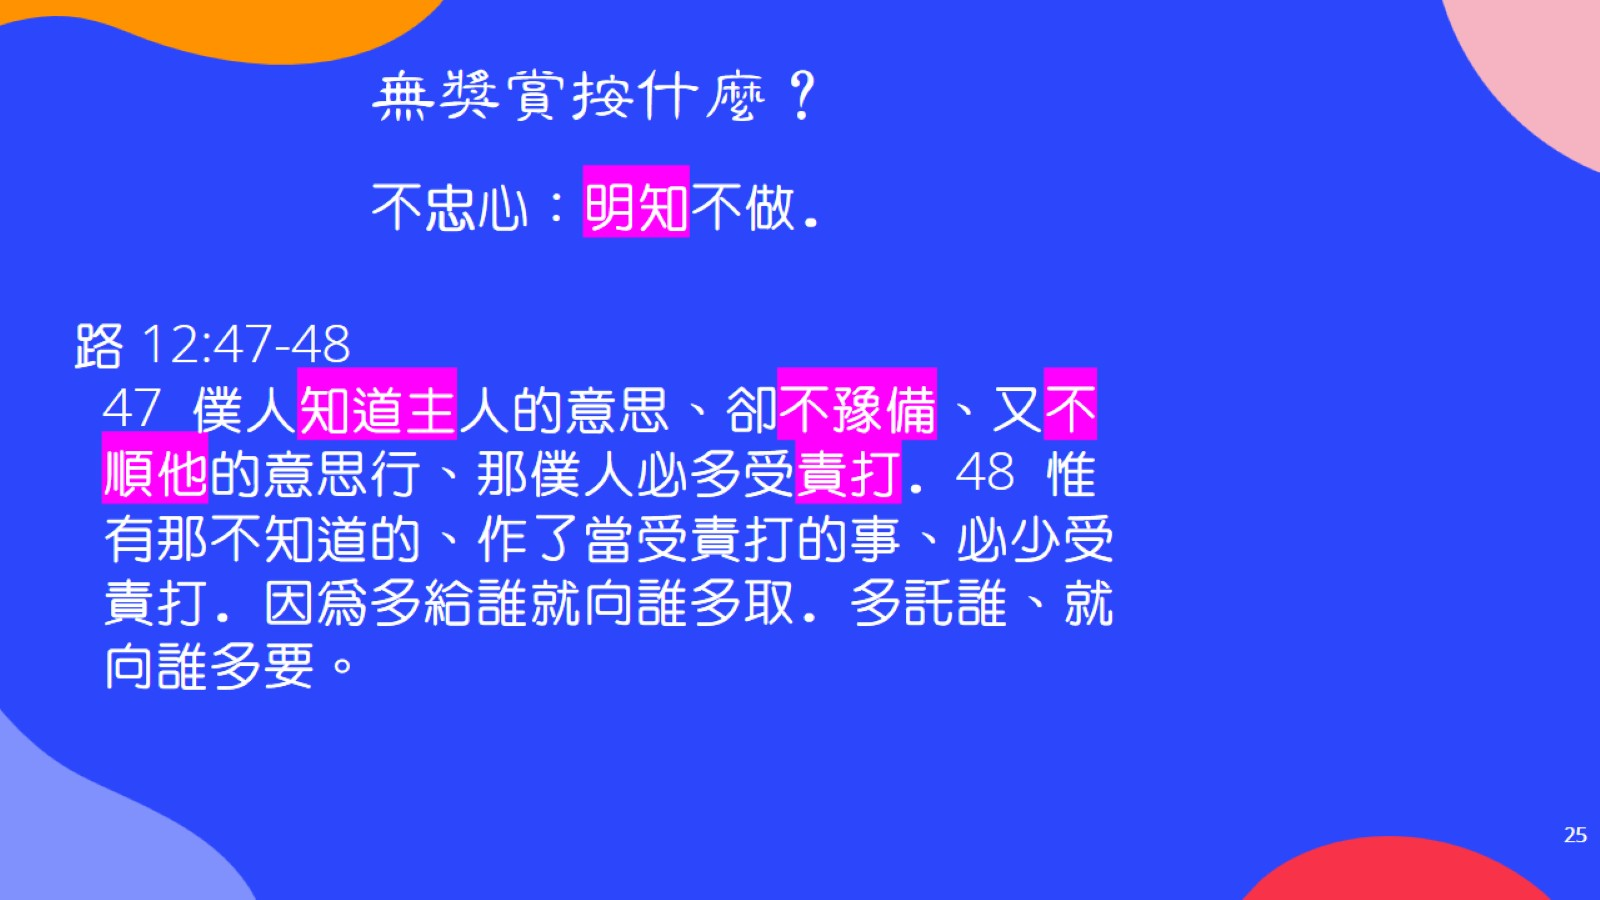 無獎賞按什麼？
不忠心：明知不做.
路 12:47-48
47 僕人知道主人的意思、卻不豫備、又不
順他的意思行、那僕人必多受責打. 48 惟
有那不知道的、作了當受責打的事、必少受
責打. 因爲多給誰就向誰多取. 多託誰、就
向誰多要。
25